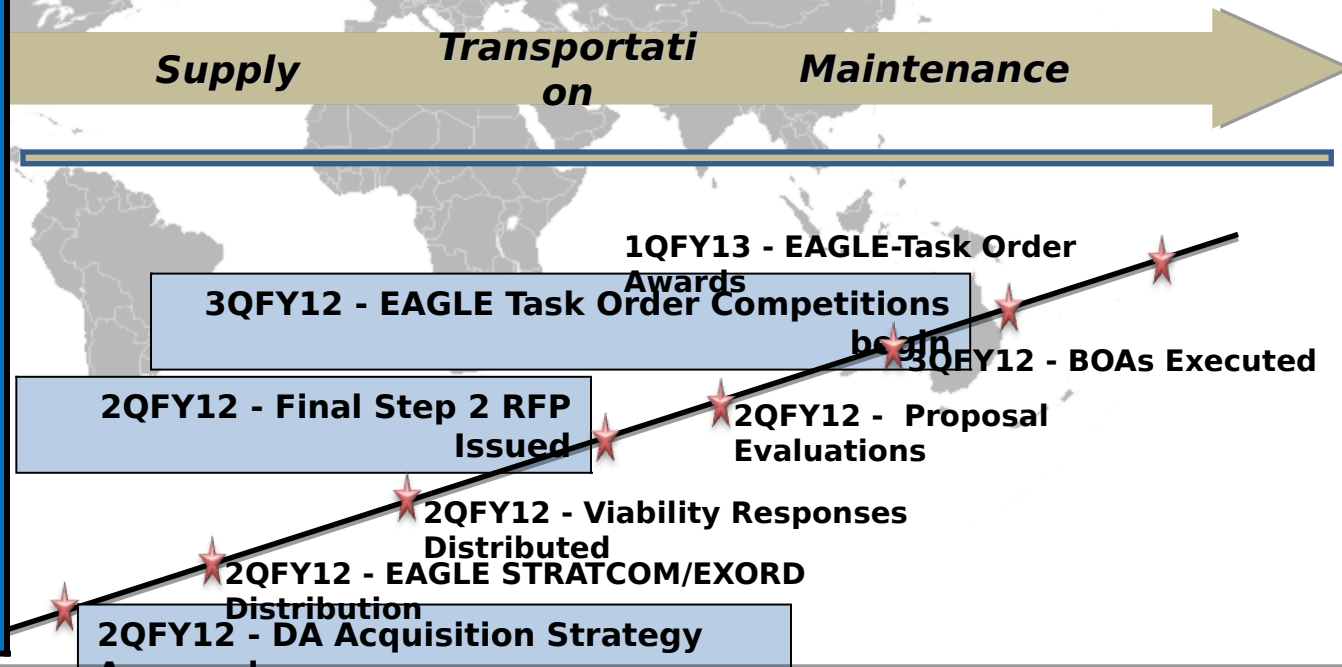 Supply
Transportati
on
Maintenance
1QFY13 - EAGLE-Task Order
Awards
3QFY12 - EAGLE Task Order Competitions
begin
3QFY12 - BOAs Executed
2QFY12 - Final Step 2 RFP
Issued
2QFY12 -  Proposal
Evaluations
2QFY12 - Viability Responses
Distributed
2QFY12 - EAGLE STRATCOM/EXORD
Distribution
2QFY12 - DA Acquisition Strategy